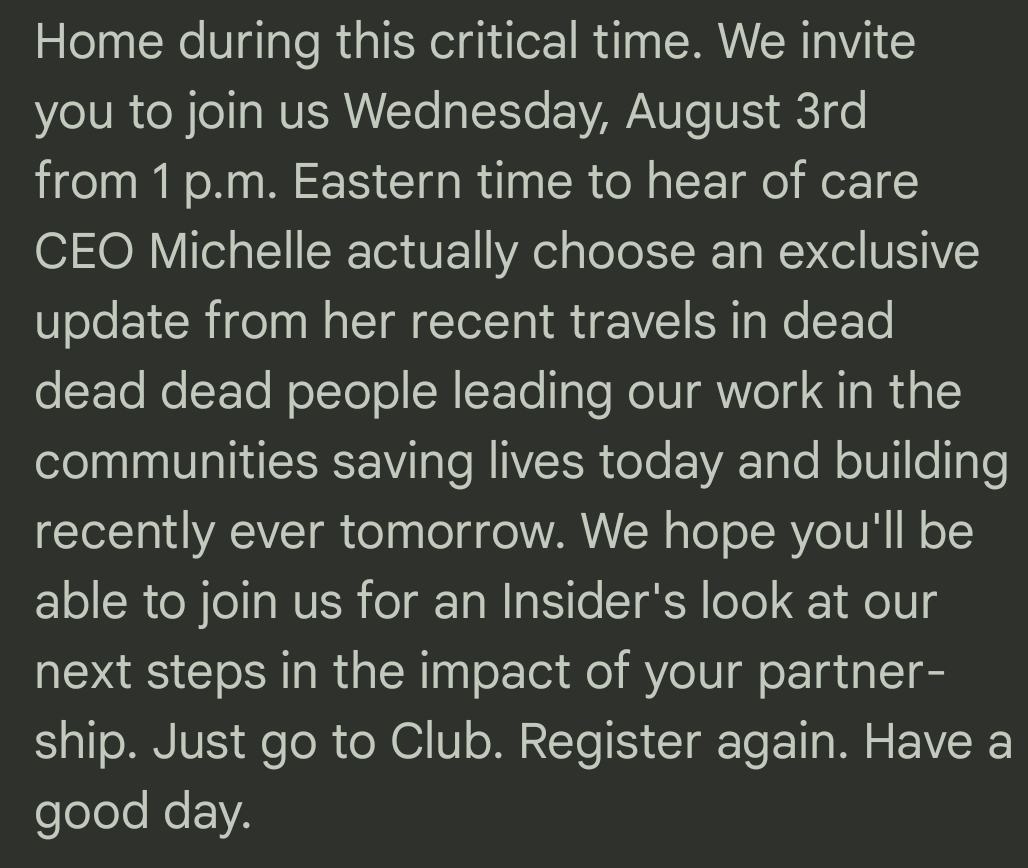 Home during this critical time. We invite
you to join us Wednesday, August 3rd
from 1 p.m. Eastern time to hear of care
CEO Michelle actually choose an exclusive
update from her recent travels in dead
dead dead people leading our work in the
communities saving lives today and building
recently ever tomorrow. We hope you'll be
able to join us for an Insider's look at our
next steps in the impact of your partner-
ship. Just go to Club. Register again. Have a
good day.